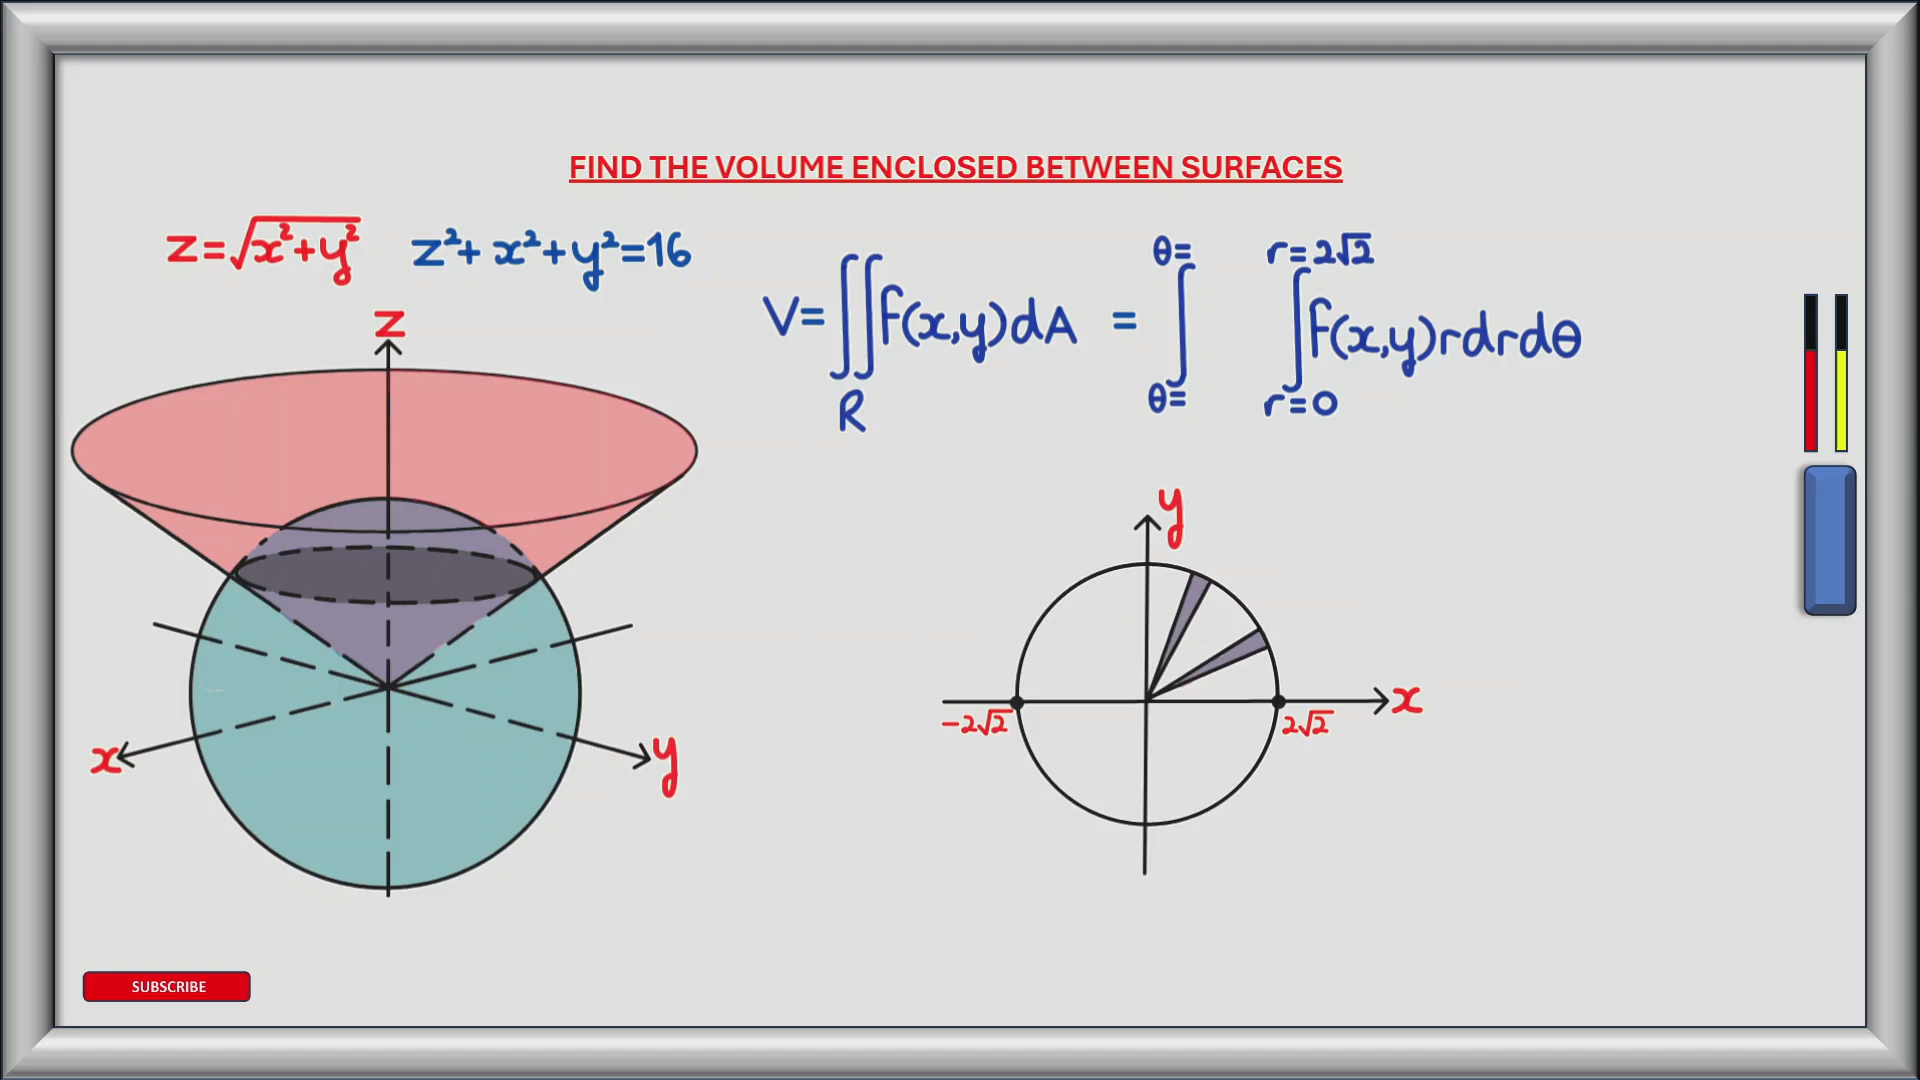 FIND THE VOLUME ENCLOSED BETWEEN SURFACES
z=√(x²+y²) z²+x²+y²=16
V=∬f(x,y)dA = ∫ ∫f(x,y)rdrdθ
R
θ= r=2√2
θ= r=0
z
x
y
y
x
-2√2 2√2
SUBSCRIBE